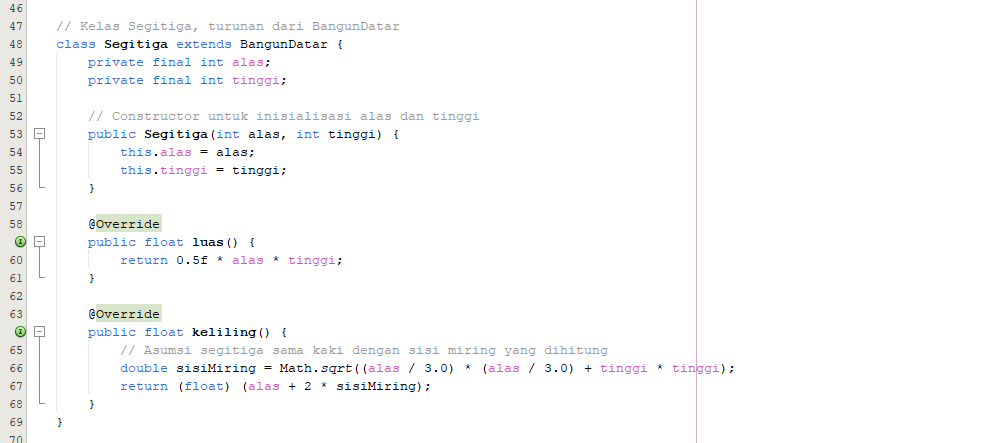 46
47 // Kelas Segitiga, turunan dari BangunDatar
48 class Segitiga extends BangunDatar {
49 private final int alas;
50 private final int tinggi;
51
52 // Constructor untuk inisialisasi alas dan tinggi
53 public Segitiga(int alas, int tinggi) {
54 this.alas = alas;
55 this.tinggi = tinggi;
56 }
57
58 @Override
public float luas() {
60 return 0.5f * alas * tinggi;
61 }
62
63 @Override
public float keliling() {
65 // Asumsi segitiga sama kaki dengan sisi miring yang dihitung
66 double sisiMiring = Math.sqrt((alas / 3.0) * (alas / 3.0) + tinggi * tinggi);
67 return (float) (alas + 2 * sisiMiring);
68 }
69 }
70